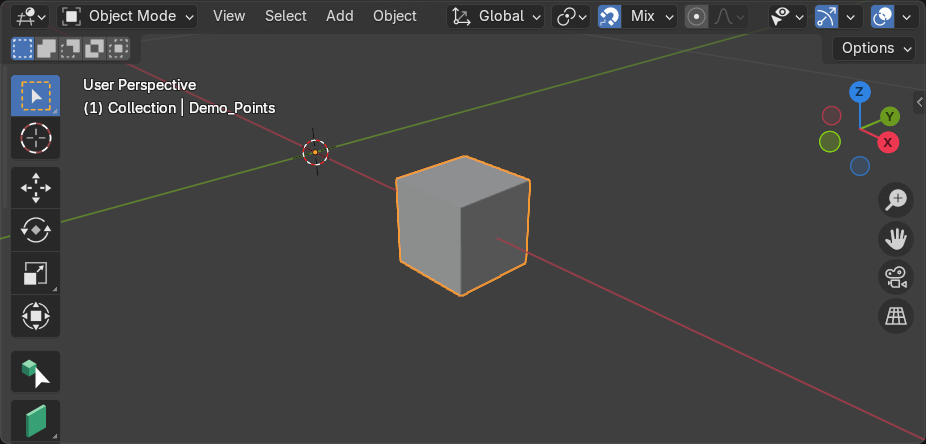 Object Mode View Select Add Object Global Mix
Options
User Perspective
(1) Collection | Demo_Points
Z
Y
X